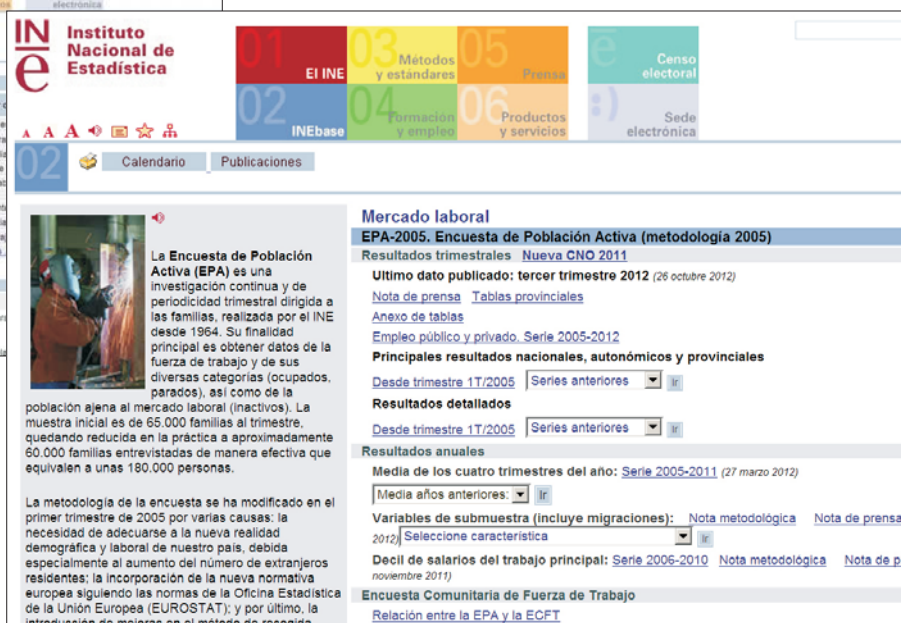 electrónica
INe
Instituto
Nacional de
Estadística
01
El INE
03
Métodos
y estándares
05
Prensa
Censo
electoral
02
INEbase
04
Formación
y empleo
06
Productos
y servicios
:)
Sede
electrónica
A A A
02
Calendario
Publicaciones
La Encuesta de Población
Activa (EPA) es una
investigación continua y de
periodicidad trimestral dirigida a
las familias, realizada por el INE
desde 1964. Su finalidad
principal es obtener datos de la
fuerza de trabajo y de sus
diversas categorías (ocupados,
parados), así como de la
población ajena al mercado laboral (inactivos). La
muestra inicial es de 65.000 familias al trimestre,
quedando reducida en la práctica a aproximadamente
60.000 familias entrevistadas de manera efectiva que
equivalen a unas 180.000 personas.
La metodología de la encuesta se ha modificado en el
primer trimestre de 2005 por varias causas: la
necesidad de adecuarse a la nueva realidad
demográfica y laboral de nuestro país, debida
especialmente al aumento del número de extranjeros
residentes; la incorporación de la nueva normativa
europea siguiendo las normas de la Oficina Estadística
de la Unión Europea (EUROSTAT); y por último, la
introducción de mejoras en el método de recogida
Mercado laboral
EPA-2005. Encuesta de Población Activa (metodología 2005)
Resultados trimestrales Nueva CNO 2011
Ultimo dato publicado: tercer trimestre 2012 (26 octubre 2012)
Nota de prensa Tablas provinciales
Anexo de tablas
Empleo público y privado. Serie 2005-2012
Principales resultados nacionales, autonómicos y provinciales
Desde trimestre 1T/2005 Series anteriores Ir
Resultados detallados
Desde trimestre 1T/2005 Series anteriores Ir
Resultados anuales
Media de los cuatro trimestres del año: Serie 2005-2011 (27 marzo 2012)
Media años anteriores: Ir
Variables de submuestra (incluye migraciones): Nota metodológica Nota de prensa
2012) Seleccione característica Ir
Decil de salarios del trabajo principal: Serie 2006-2010 Nota metodológica Nota de p
noviembre 2011)
Encuesta Comunitaria de Fuerza de Trabajo
Relación entre la EPA y la ECFT